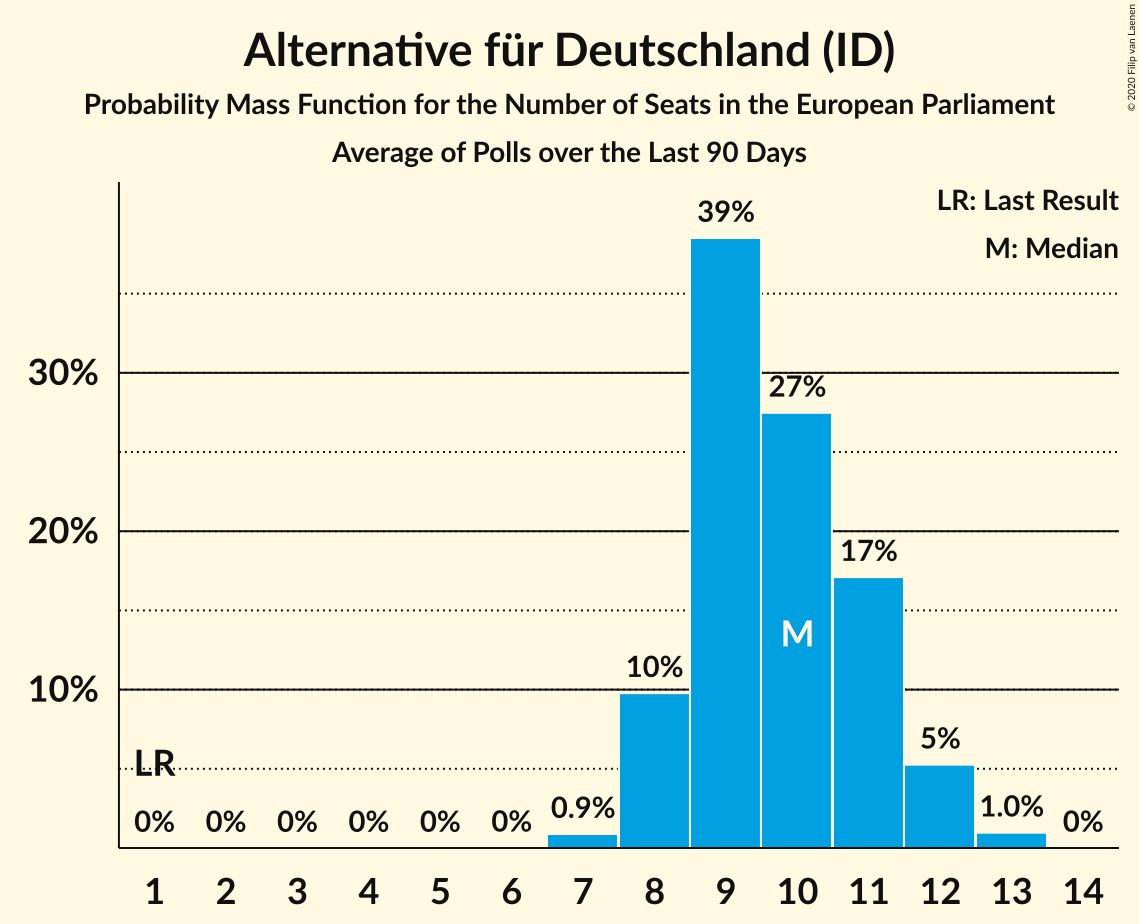 Alternative für Deutschland (ID)
Probability Mass Function for the Number of Seats in the European Parliament
Average of Polls over the Last 90 Days
© 2020 Filip van Laenen
LR: Last Result
M: Median
39%
30%
27%
20%
17%
M
10%
10%
5%
LR
0% 0% 0% 0% 0% 0% 0.9% 1.0% 0%
1 2 3 4 5 6 7 8 9 10 11 12 13 14